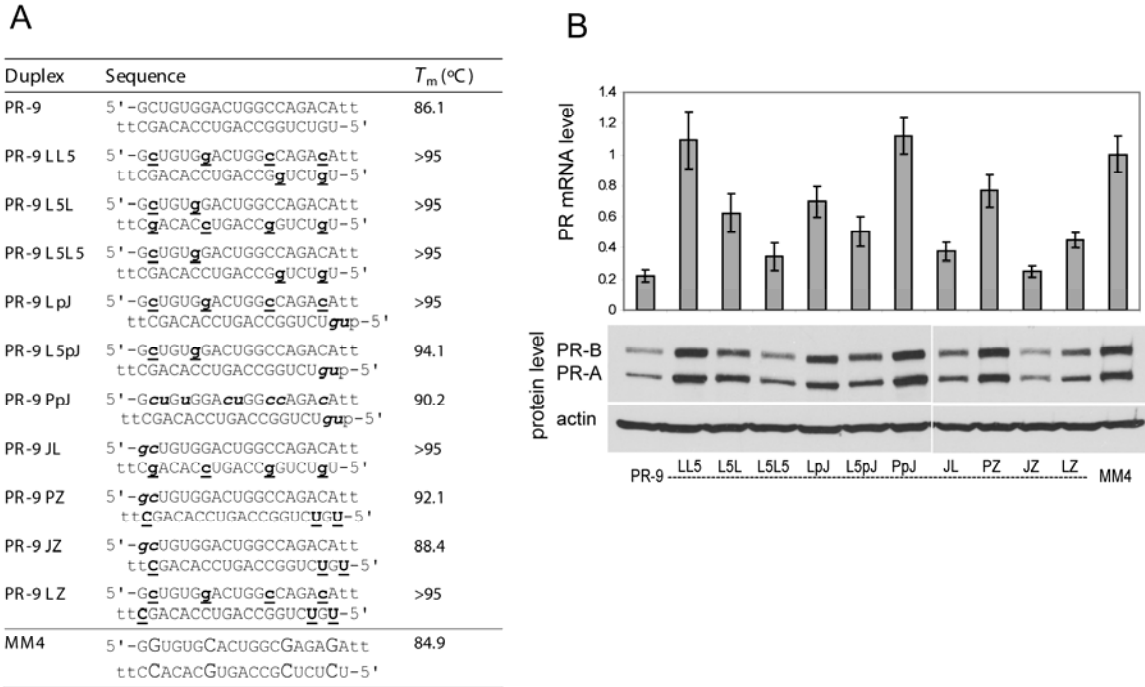 A
Duplex Sequence Tm (ºC)
PR-9 5'-GCUGUGGACUGGCCAGACAtt 86.1
ttCGACACCUGACCGGUCUGU-5'
PR-9 LL5 5'-GcUGUGgACUGGcCAGAcAtt >95
ttCGACACCUGACCGgUCUgU-5'
PR-9 L5L 5'-GcUGUgGACUGGCCAGACAtt >95
ttCgACACcUGACCgGUCUgU-5'
PR-9 L5L5 5'-GcUGUgGACUGGCCAGACAtt >95
ttCGACACCUGACCGgUCUgU-5'
PR-9 LpJ 5'-GcUGUGgACUGGcCAGAcAtt >95
ttCGACACCUGACCGGUCUgup-5'
PR-9 L5pJ 5'-GcUGUgGACUGGCCAGACAtt 94.1
ttCGACACCUGACCGGUCUgup-5'
PR-9 PpJ 5'-GcuGuGGAcuGGccAGAcAtt 90.2
ttCGACACCUGACCGGUCUgup-5'
PR-9 JL 5'-gcUGUGGACUGGCCAGACAtt >95
ttCgACACcUGACCgGUCUgU-5'
PR-9 PZ 5'-gcUGUGGACUGGCCAGACAtt 92.1
ttCGACACCUGACCGGUCUGU-5'
PR-9 JZ 5'-gcUGUGGACUGGCCAGACAtt 88.4
ttCGACACCUGACCGGUCUGU-5'
PR-9 LZ 5'-GcUGUGgACUGGcCAGAcAtt >95
ttCGACACCUGACCGGUCUGU-5'
MM4 5'-GGUGUGCACUGGCGAGAGAtt 84.9
ttCCACACGUGACCGCUCUCU-5'
B
PR mRNA level
1.4
1.2
1
0.8
0.6
0.4
0.2
0
protein level
PR-B
PR-A
actin
PR-9 LL5 L5L L5L5 LpJ L5pJ PpJ JL PZ JZ LZ MM4